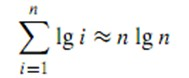 n
∑ lg i ≈ n lg n
i=1